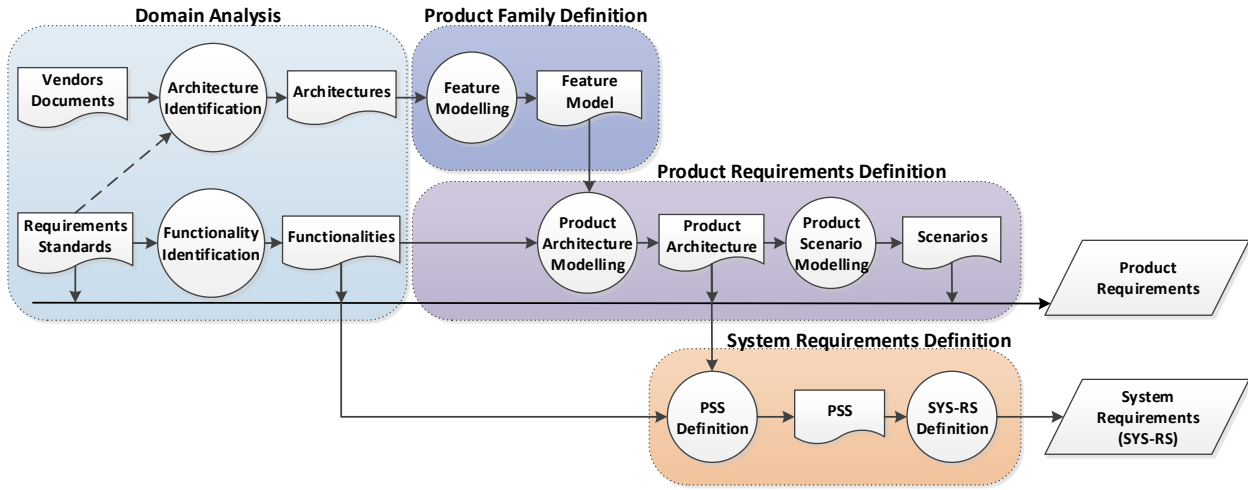 Domain Analysis
Product Family Definition
Vendors
Documents
Architecture
Identification
Architectures
Feature
Modelling
Feature
Model
Product Requirements Definition
Requirements
Standards
Functionality
Identification
Functionalities
Product
Architecture
Modelling
Product
Architecture
Product
Scenario
Modelling
Scenarios
Product
Requirements
System Requirements Definition
PSS
Definition
PSS
SYS-RS
Definition
System
Requirements
(SYS-RS)